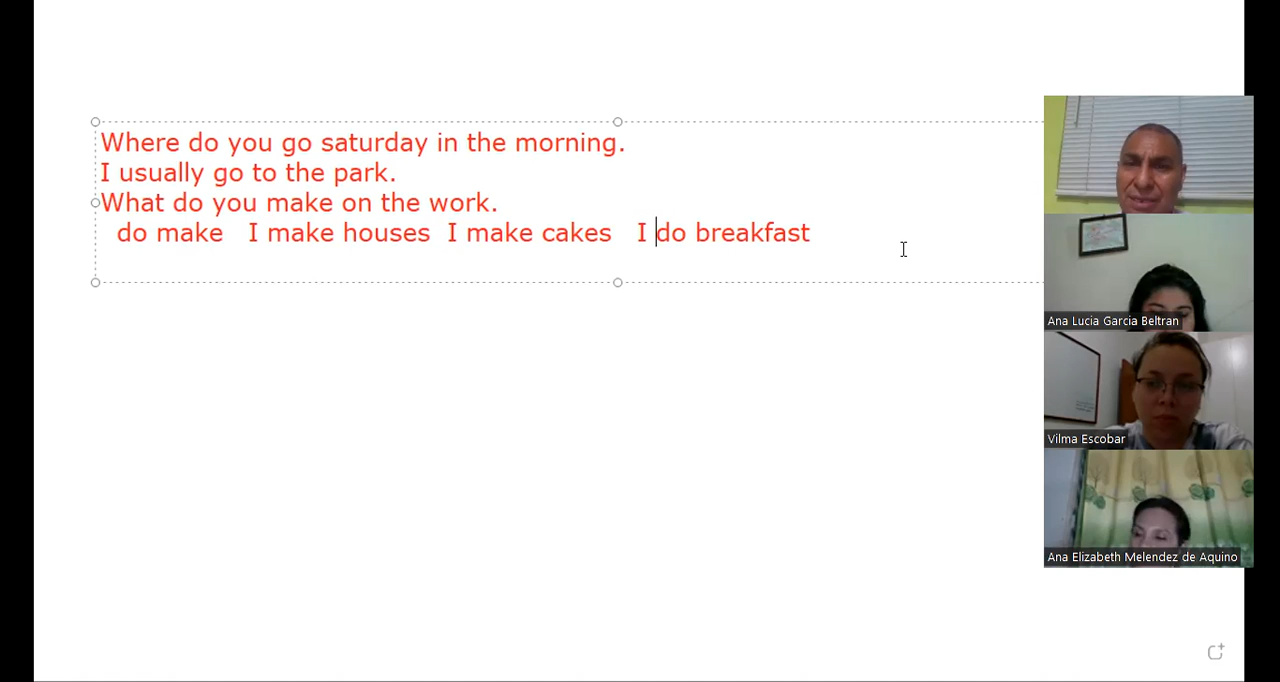 Where do you go saturday in the morning.
I usually go to the park.
What do you make on the work.
do make I make houses I make cakes I do breakfast
Ana Lucia Garcia Beltran
Vilma Escobar
Ana Elizabeth Melendez de Aquino